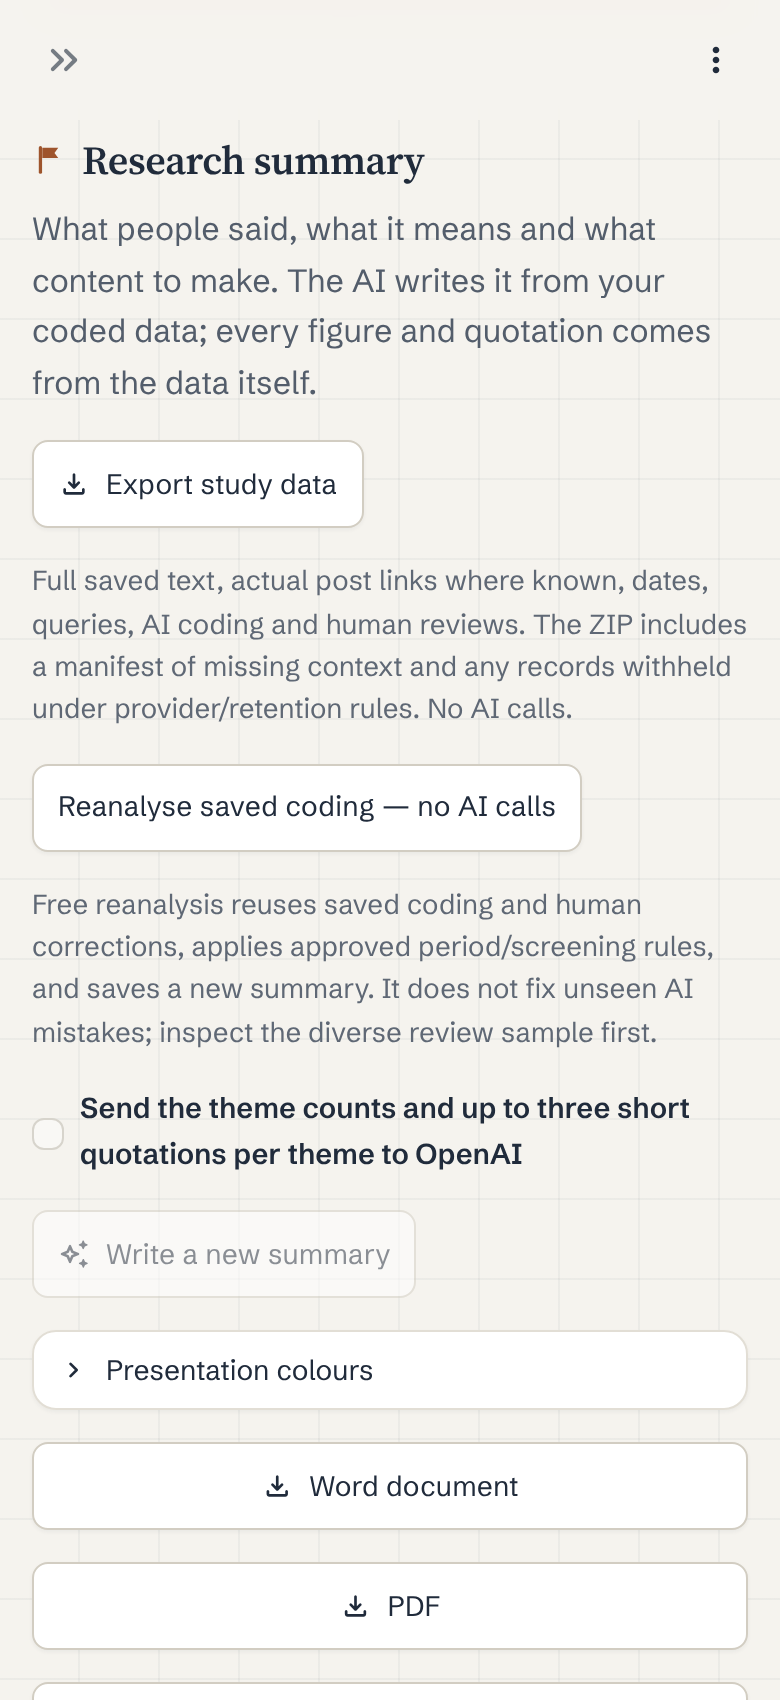 Research summary
What people said, what it means and what
content to make. The AI writes it from your
coded data; every figure and quotation comes
from the data itself.
Export study data
Full saved text, actual post links where known, dates,
queries, AI coding and human reviews. The ZIP includes
a manifest of missing context and any records withheld
under provider/retention rules. No AI calls.
Reanalyse saved coding — no AI calls
Free reanalysis reuses saved coding and human
corrections, applies approved period/screening rules,
and saves a new summary. It does not fix unseen AI
mistakes; inspect the diverse review sample first.
Send the theme counts and up to three short
quotations per theme to OpenAI
Write a new summary
Presentation colours
Word document
PDF